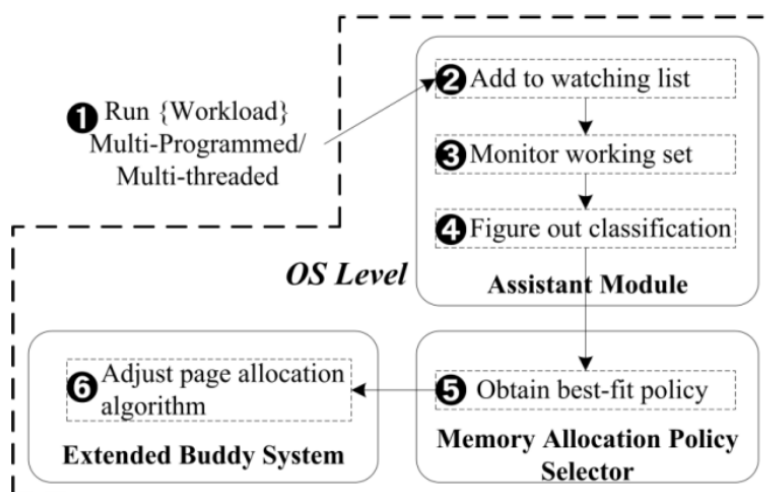 ❶ Run {Workload}
Multi-Programmed/
Multi-threaded
❷ Add to watching list
❸ Monitor working set
❹ Figure out classification
Assistant Module
OS Level
❺ Obtain best-fit policy
Memory Allocation Policy
Selector
❻ Adjust page allocation
algorithm
Extended Buddy System